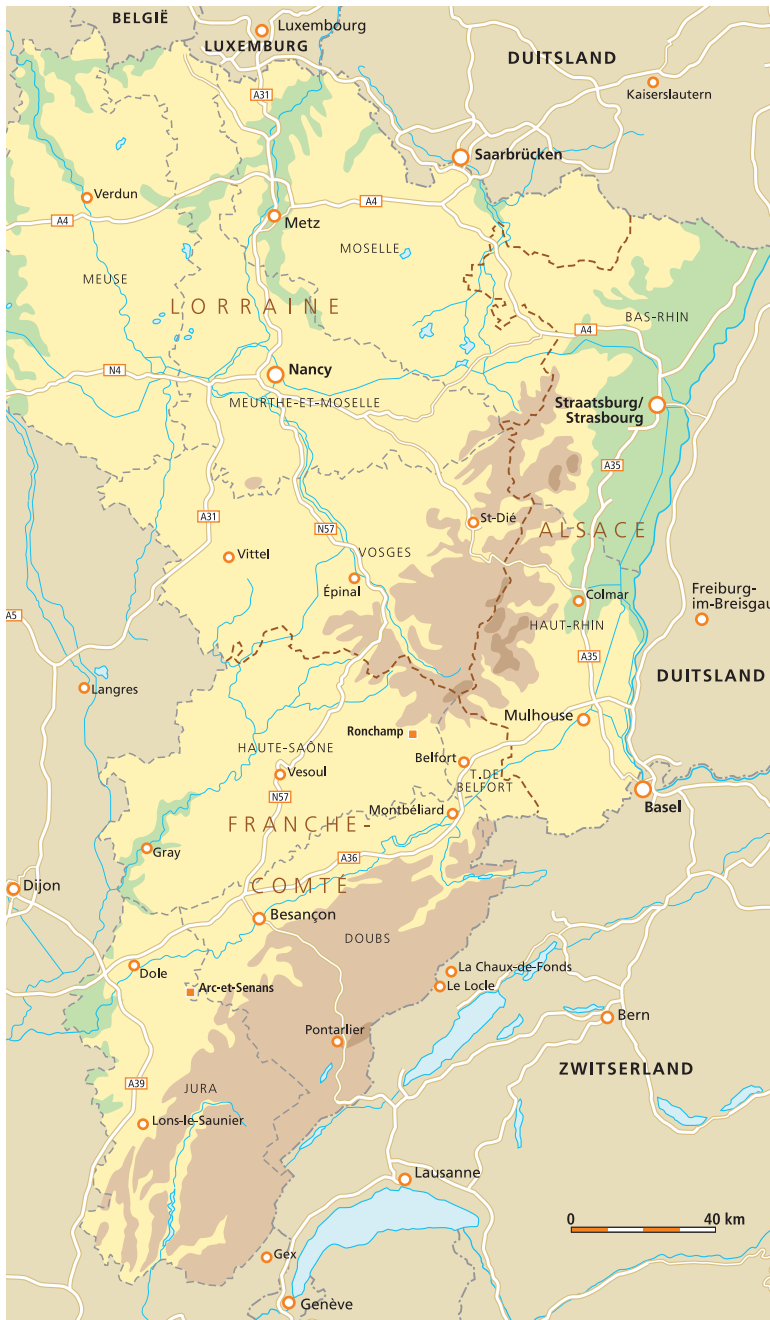 BELGIË
Luxembourg
LUXEMBURG
DUITSLAND
Kaiserslautern
A31
Saarbrücken
Verdun
A4
A4
Metz
MOSELLE
MEUSE
LORRAINE
BAS-RHIN
A4
N4
Nancy
MEURTHE-ET-MOSELLE
Straatsburg/
Strasbourg
A35
A31
N57
St-Dié
ALSACE
VOSGES
Vittel
Épinal
Colmar
Freiburg-
im-Breisgau
A5
HAUT-RHIN
A35
DUITSLAND
Langres
Mulhouse
Ronchamp
HAUTE-SAÔNE
Belfort
Vesoul
T. DE
BELFORT
Basel
N57
Montbéliard
FRANCHE-
Gray
A36
COMTÉ
Dijon
Besançon
DOUBS
Dole
La Chaux-de-Fonds
Le Locle
Arc-et-Senans
Bern
Pontarlier
ZWITSERLAND
A39
JURA
Lons-le-Saunier
Lausanne
0 40 km
Gex
Genève